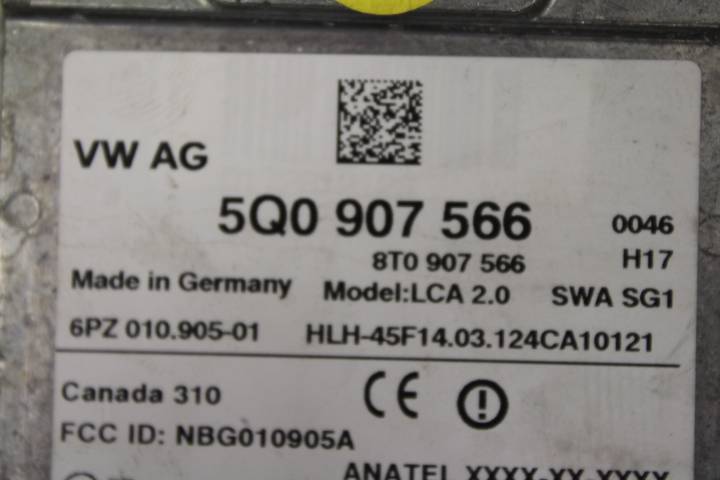 VW AG
5Q0 907 566 0046
8T0 907 566 H17
Made in Germany Model:LCA 2.0 SWA SG1
6PZ 010.905-01 HLH-45F14.03.124CA10121
Canada 310 CE
FCC ID: NBG010905A
ANATEL XXXX-XX-XXXX